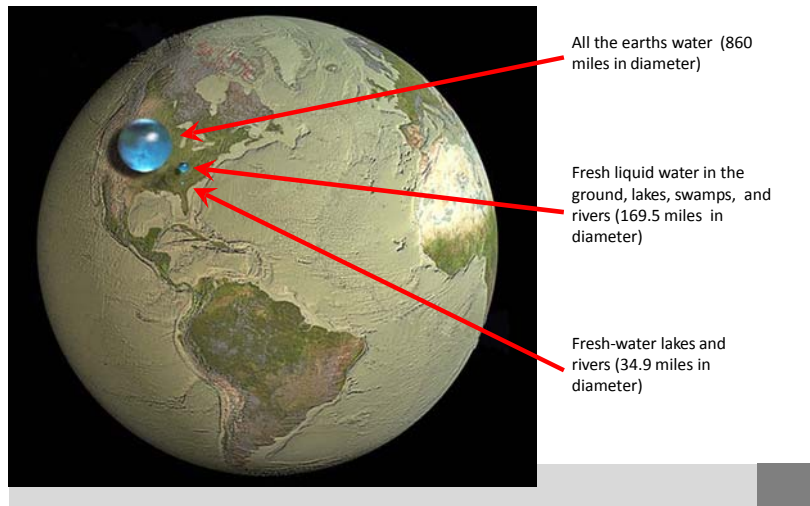 All the earths water (860
miles in diameter)
Fresh liquid water in the
ground, lakes, swamps, and
rivers (169.5 miles in
diameter)
Fresh-water lakes and
rivers (34.9 miles in
diameter)